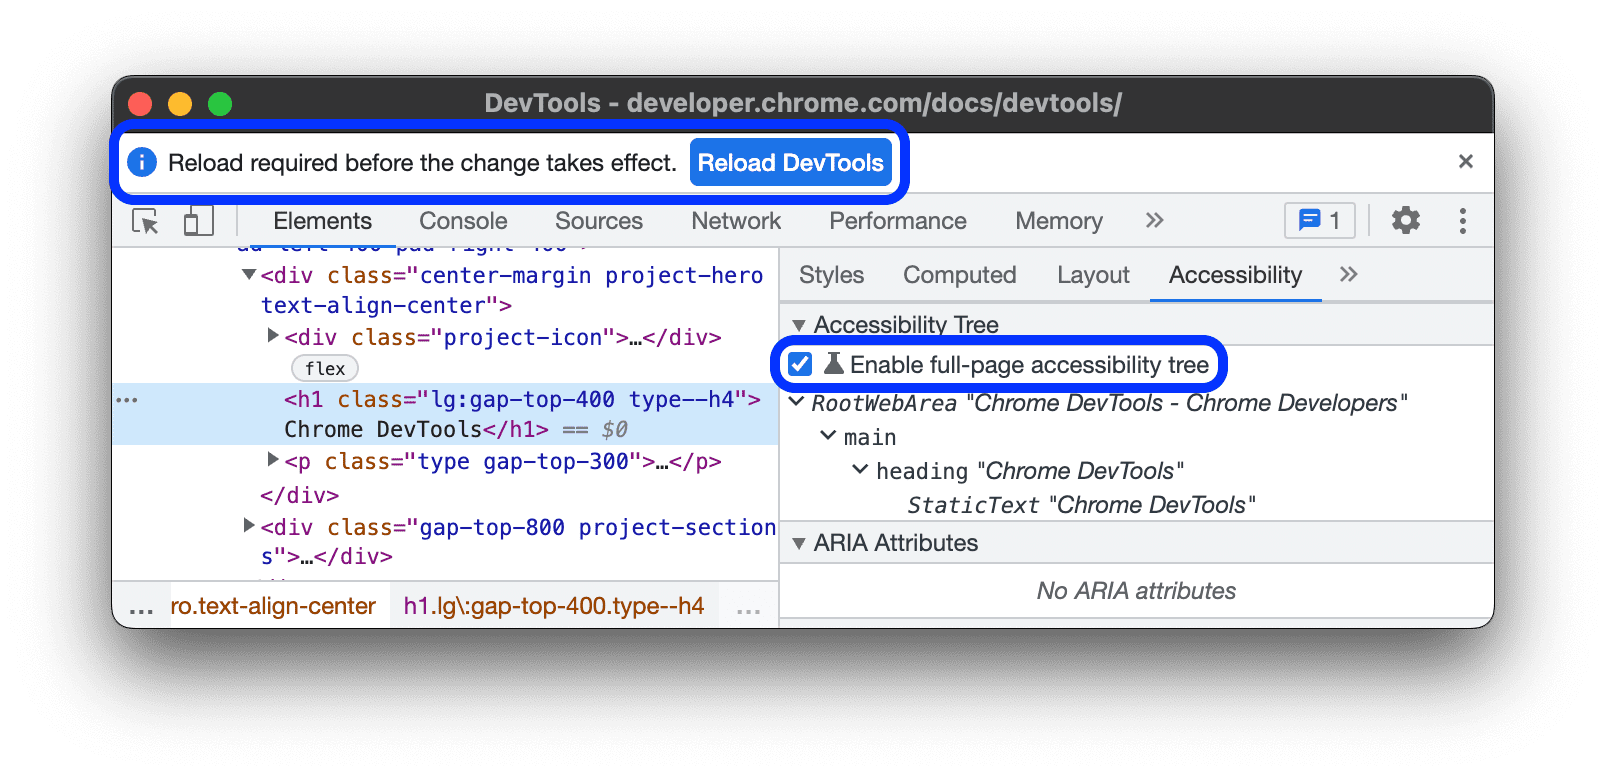 DevTools - developer.chrome.com/docs/devtools/
Reload required before the change takes effect. Reload DevTools ×
Elements Console Sources Network Performance Memory » 1
<div class="center-margin project-hero
text-align-center">
<div class="project-icon">…</div>
flex
<h1 class="lg:gap-top-400 type--h4">
Chrome DevTools</h1> == $0
<p class="type gap-top-300">…</p>
</div>
<div class="gap-top-800 project-section
s">…</div>
... ro.text-align-center h1.lg\:gap-top-400.type--h4 ...
Styles Computed Layout Accessibility »
Accessibility Tree
Enable full-page accessibility tree
RootWebArea "Chrome DevTools - Chrome Developers"
main
heading "Chrome DevTools"
StaticText "Chrome DevTools"
ARIA Attributes
No ARIA attributes